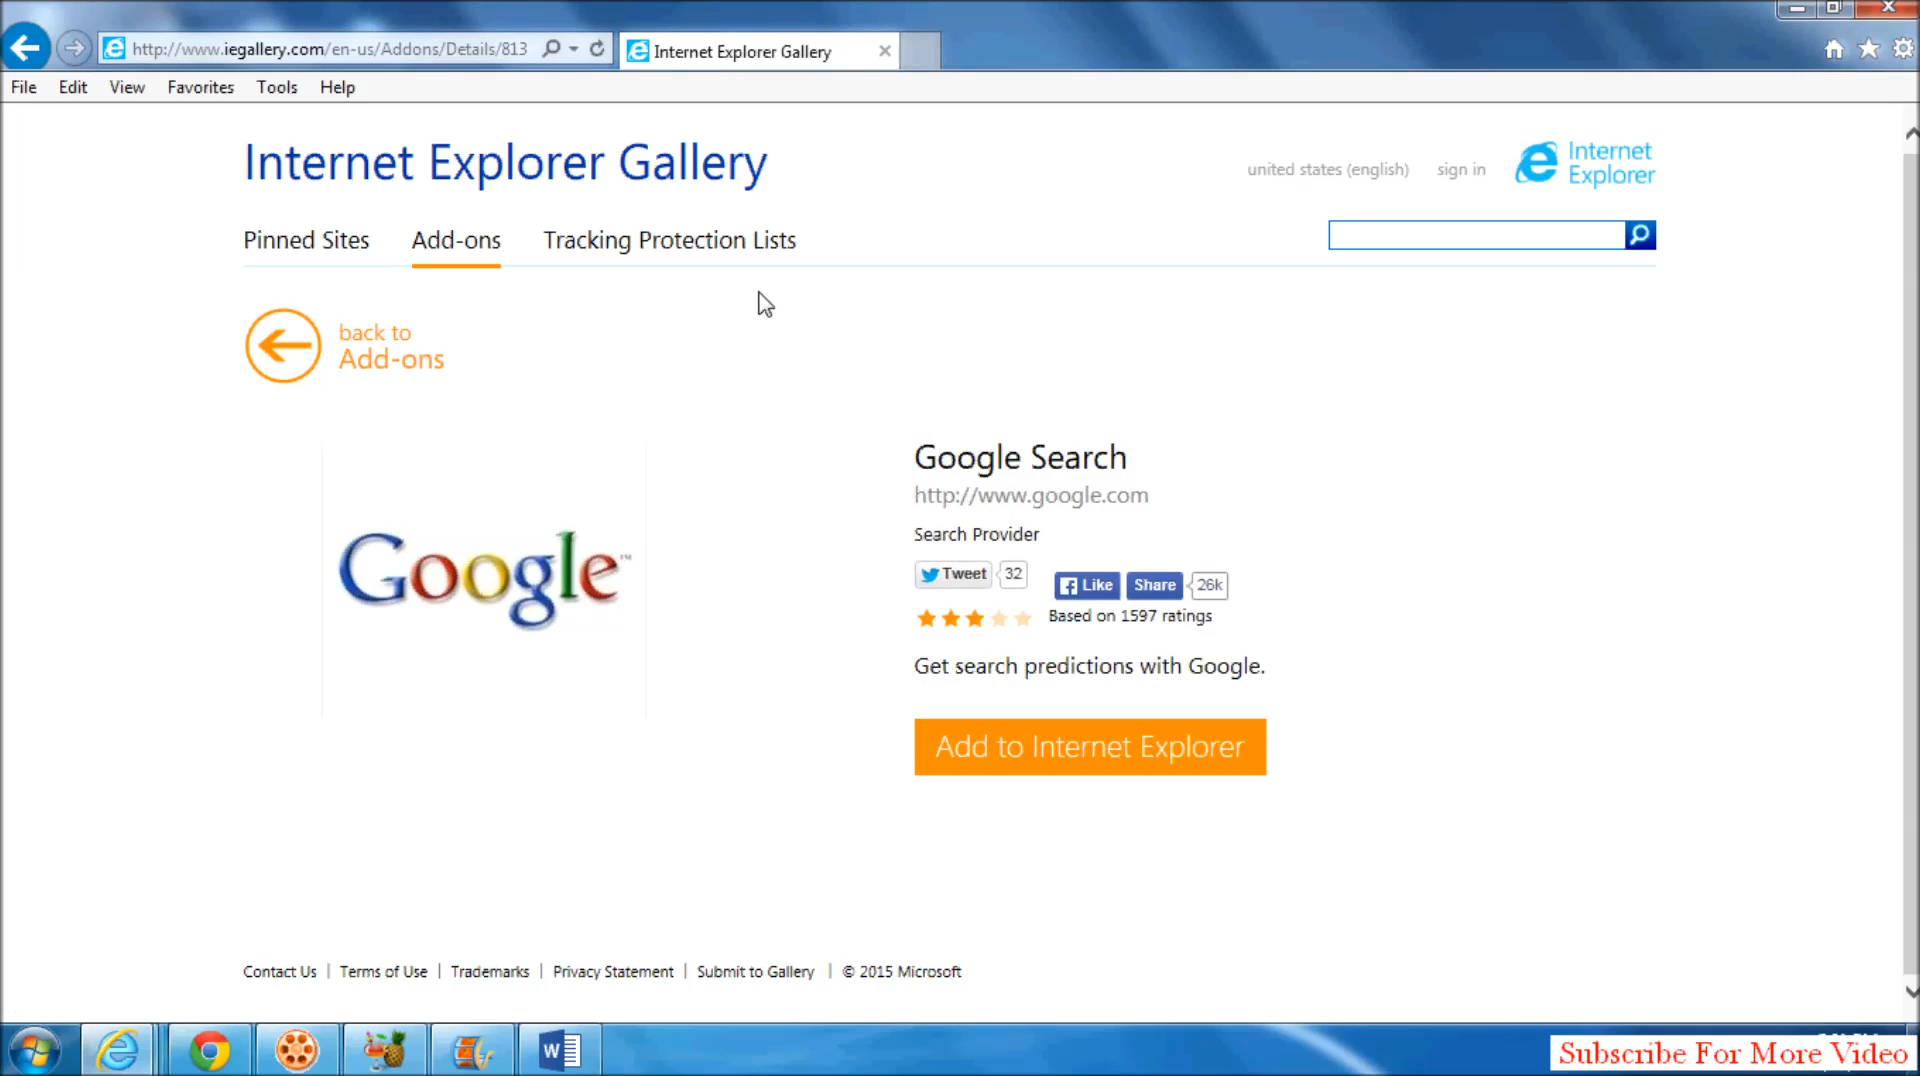 http://www.iegallery.com/en-us/Addons/Details/813
Internet Explorer Gallery
File Edit View Favorites Tools Help
Internet Explorer Gallery
united states (english) sign in
Internet
Explorer
Pinned Sites Add-ons Tracking Protection Lists
back to
Add-ons
Google™
Google Search
http://www.google.com
Search Provider
Tweet 32
Like Share 26k
Based on 1597 ratings
Get search predictions with Google.
Add to Internet Explorer
Contact Us | Terms of Use | Trademarks | Privacy Statement | Submit to Gallery | © 2015 Microsoft
W
Subscribe For More Video